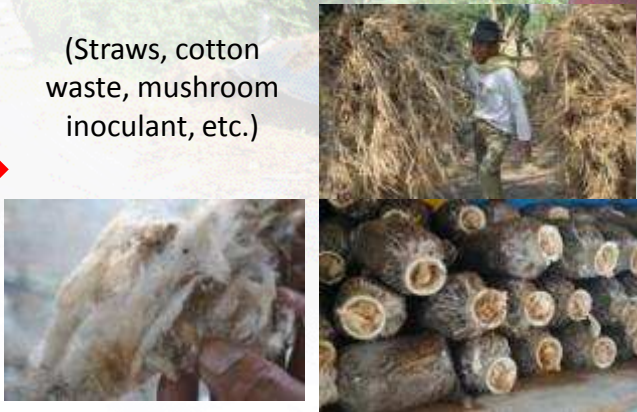 (Straws, cotton
waste, mushroom
inoculant, etc.)